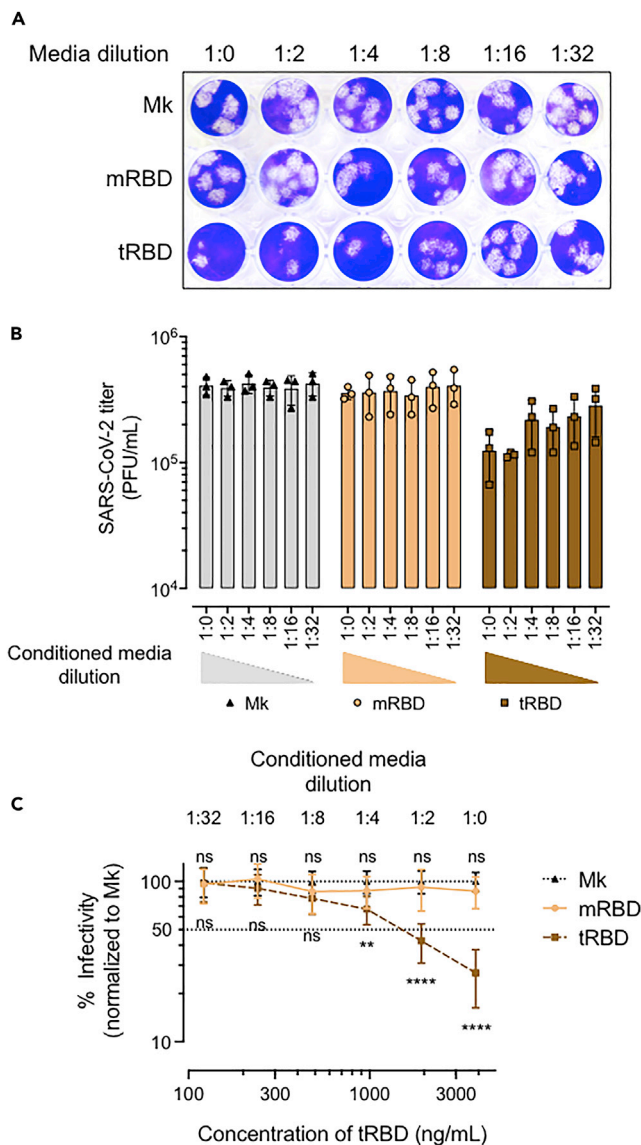 A
Media dilution 1:0 1:2 1:4 1:8 1:16 1:32
Mk
mRBD
tRBD
B
SARS-CoV-2 titer
(PFU/mL)
10⁶
10⁵
10⁴
1:0 1:2 1:4 1:8 1:16 1:32 1:0 1:2 1:4 1:8 1:16 1:32 1:0 1:2 1:4 1:8 1:16 1:32
Conditioned media
dilution
Mk mRBD tRBD
C
Conditioned media
dilution
1:32 1:16 1:8 1:4 1:2 1:0
ns ns ns ns ns ns
100
50
10
% Infectivity
(normalized to Mk)
ns ns ns ** **** ****
Mk
mRBD
tRBD
100 300 1000 3000
Concentration of tRBD (ng/mL)